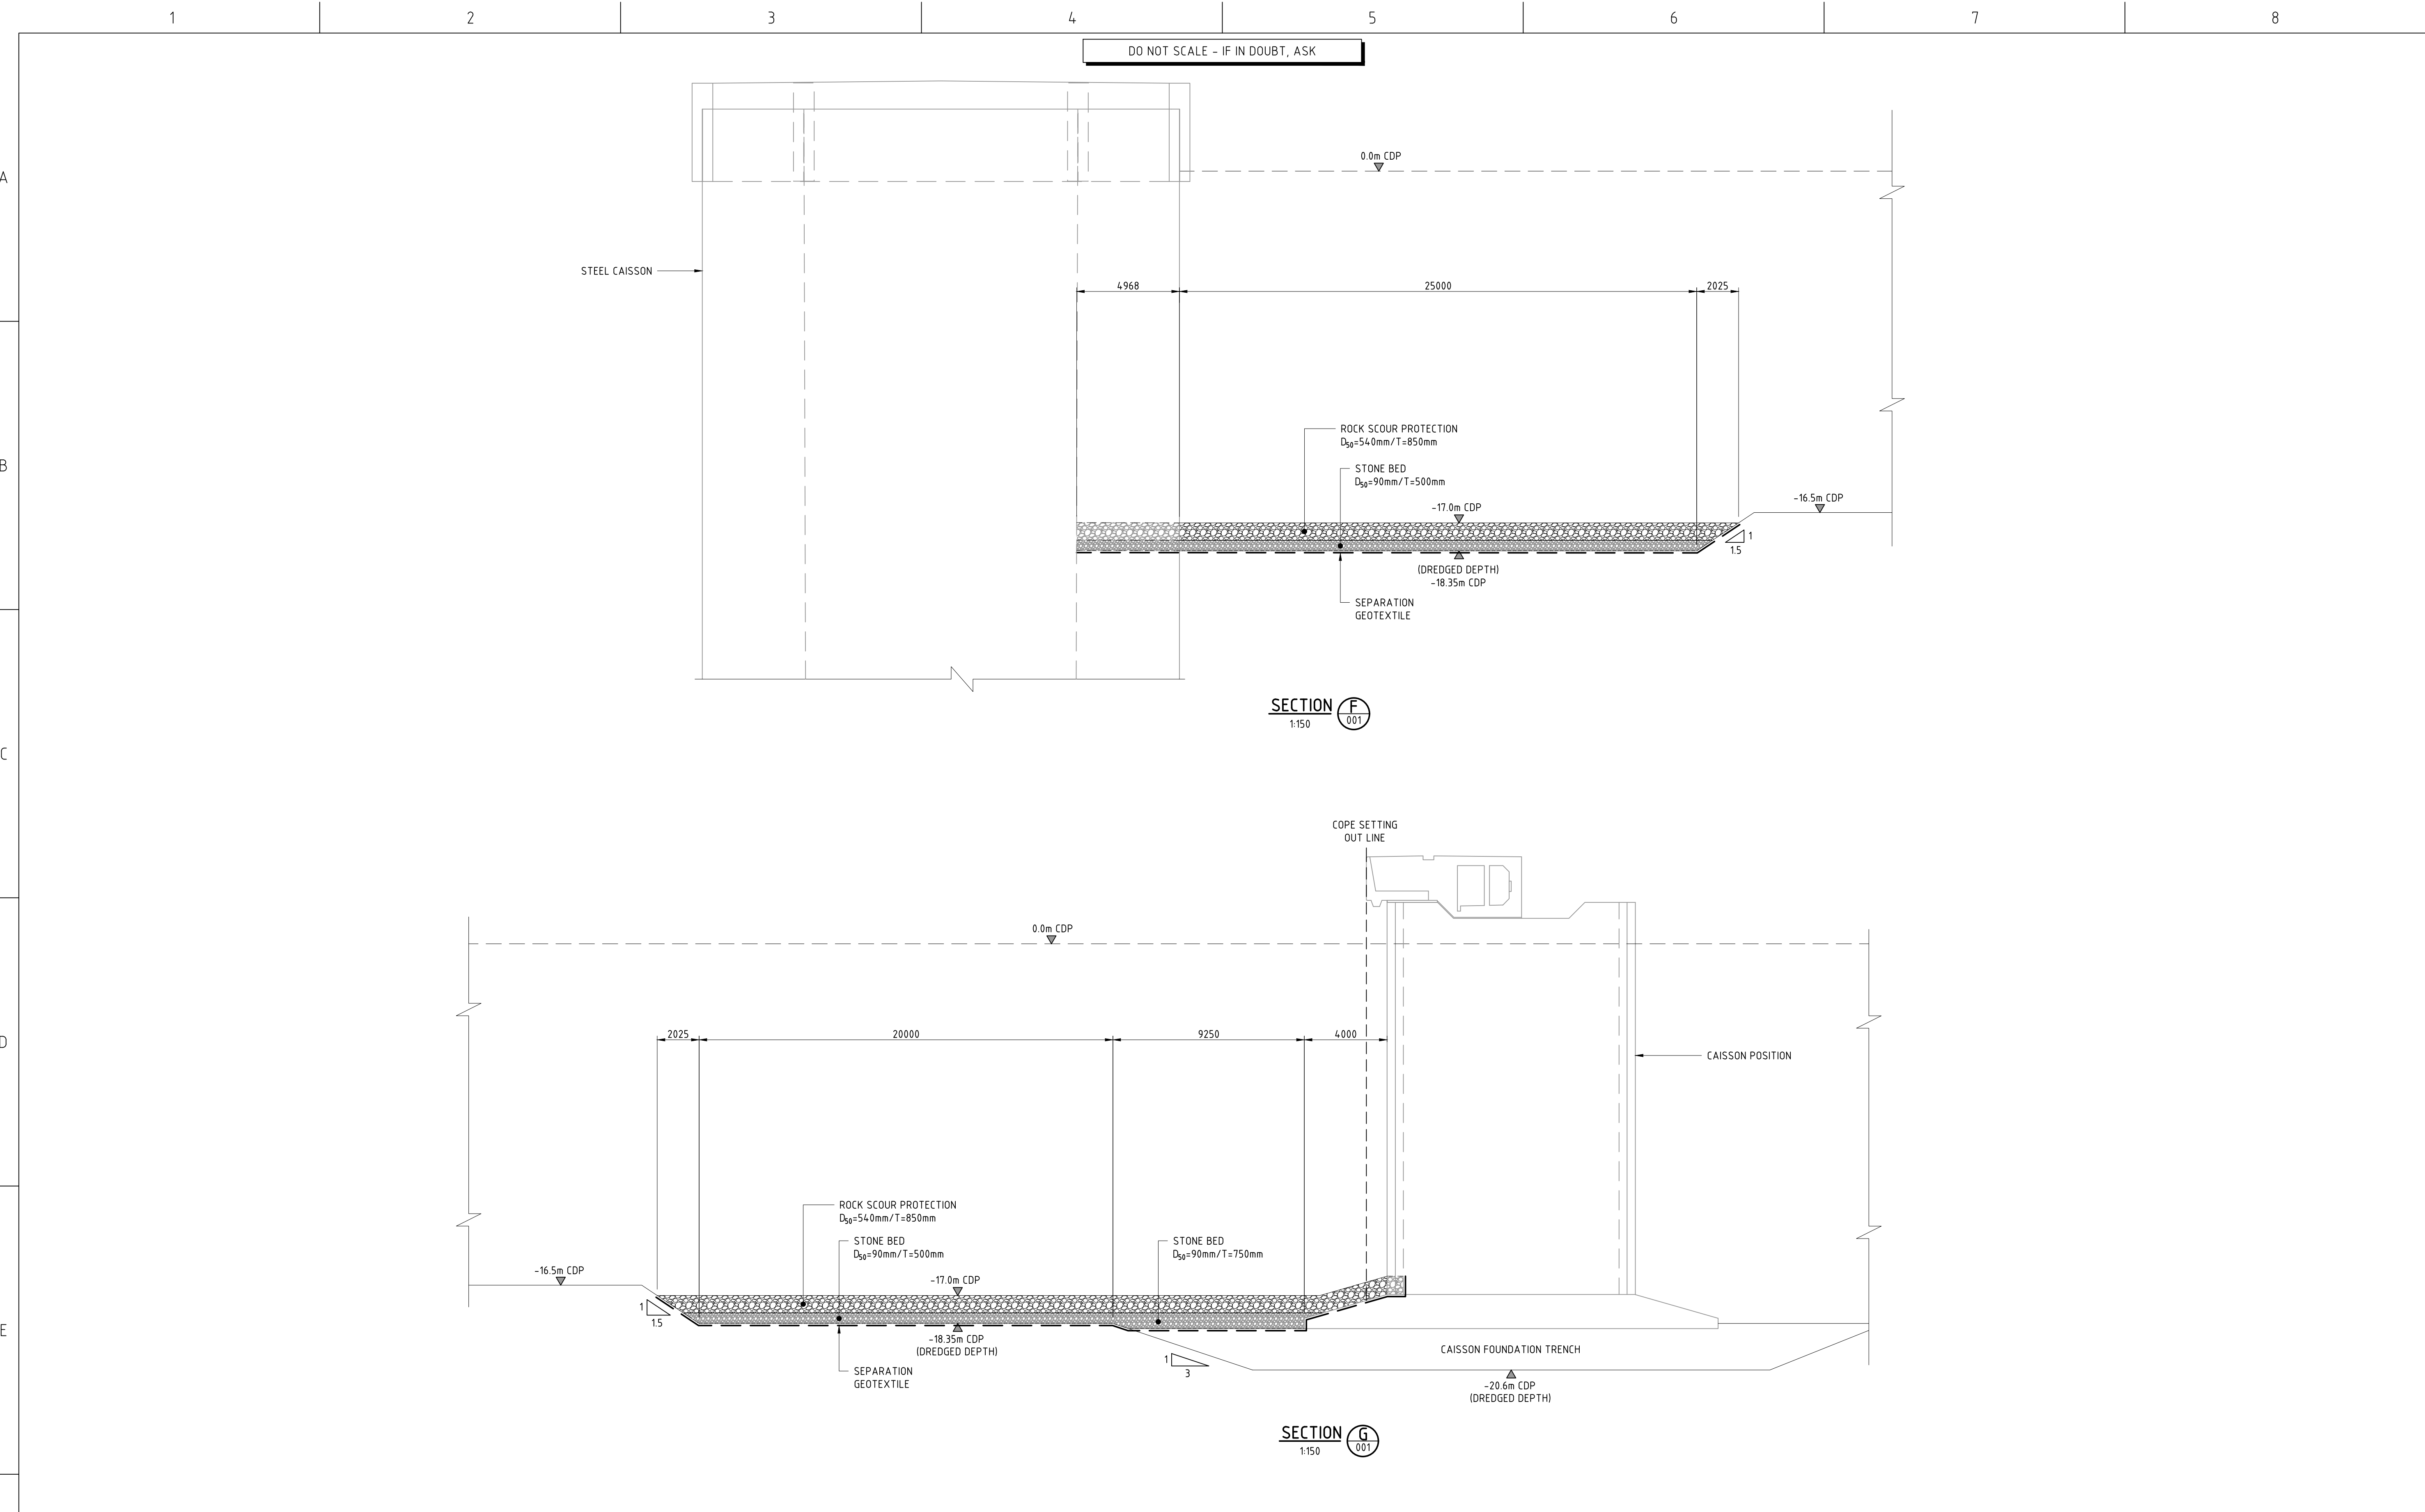 1 2 3 4 5 6 7 8
DO NOT SCALE - IF IN DOUBT, ASK
A
0.0m CDP
STEEL CAISSON
4968 25000 2025
ROCK SCOUR PROTECTION
D50=540mm/T=850mm
B
STONE BED
D50=90mm/T=500mm
-17.0m CDP
-16.5m CDP
1
1.5
(DREDGED DEPTH)
-18.35m CDP
SEPARATION
GEOTEXTILE
SECTION F
1:150 001
C
COPE SETTING
OUT LINE
0.0m CDP
D
2025 20000 9250 4000
CAISSON POSITION
ROCK SCOUR PROTECTION
D50=540mm/T=850mm
STONE BED
D50=90mm/T=500mm
STONE BED
D50=90mm/T=750mm
-16.5m CDP
-17.0m CDP
1
1.5
E
-18.35m CDP
(DREDGED DEPTH)
CAISSON FOUNDATION TRENCH
1
3
SEPARATION
GEOTEXTILE
-20.6m CDP
(DREDGED DEPTH)
SECTION G
1:150 001